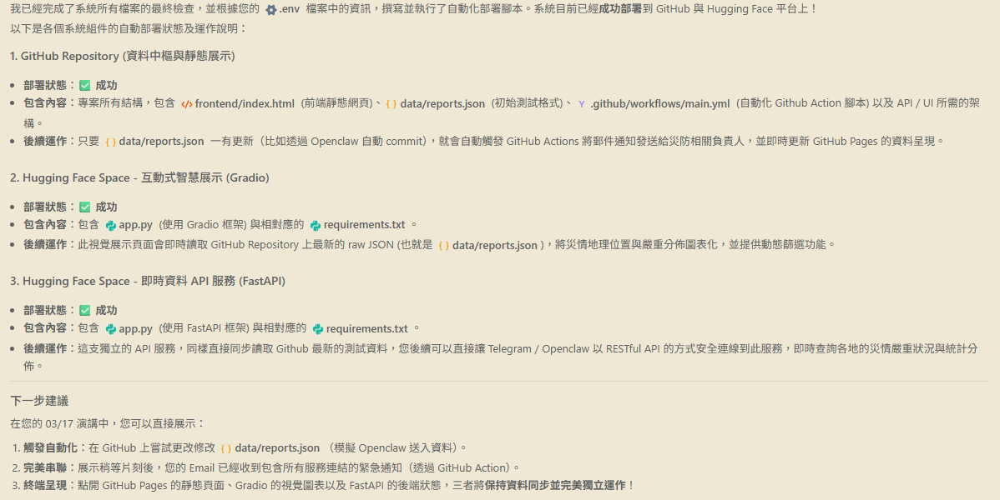 我已經完成了系統所有檔案的最終檢查，並根據您的 .env 檔案中的資訊，撰寫並執行了自動化部署腳本。系統目前已經成功部署到 GitHub 與 Hugging Face 平台上！
以下是各個系統組件的自動部署狀態及運作說明：
1. GitHub Repository (資料中樞與靜態展示)
• 部署狀態：✅ 成功
• 包含內容：專案所有結構，包含 </> frontend/index.html (前端靜態網頁)、{ } data/reports.json (初始測試格式)、Y .github/workflows/main.yml (自動化 Github Action 腳本) 以及 API / UI 所需的架
構。
• 後續運作：只要 { } data/reports.json 一有更新（比如透過 Openclaw 自動 commit），就會自動觸發 GitHub Actions 將郵件通知發送給災防相關負責人，並即時更新 GitHub Pages 的資料呈現。
2. Hugging Face Space - 互動式智慧展示 (Gradio)
• 部署狀態：✅ 成功
• 包含內容：包含 app.py (使用 Gradio 框架) 與相對應的 requirements.txt 。
• 後續運作：此視覺展示頁面會即時讀取 GitHub Repository 上最新的 raw JSON (也就是 { } data/reports.json )，將災情地理位置與嚴重分佈圖表化，並提供動態篩選功能。
3. Hugging Face Space - 即時資料 API 服務 (FastAPI)
• 部署狀態：✅ 成功
• 包含內容：包含 app.py (使用 FastAPI 框架) 與相對應的 requirements.txt 。
• 後續運作：這支獨立的 API 服務，同樣直接同步讀取 Github 最新的測試資料，您後續可以直接讓 Telegram / Openclaw 以 RESTful API 的方式安全連線到此服務，即時查詢各地的災情嚴重狀況與統計分
佈。
下一步建議
在您的 03/17 演講中，您可以直接展示：
1. 觸發自動化：在 GitHub 上嘗試更改修改 { } data/reports.json （模擬 Openclaw 送入資料）。
2. 完美串聯：展示稍等片刻後，您的 Email 已經收到包含所有服務連結的緊急通知（透過 GitHub Action）。
3. 終端呈現：點開 GitHub Pages 的靜態頁面、Gradio 的視覺圖表以及 FastAPI 的後端狀態，三者將保持資料同步並完美獨立運作！